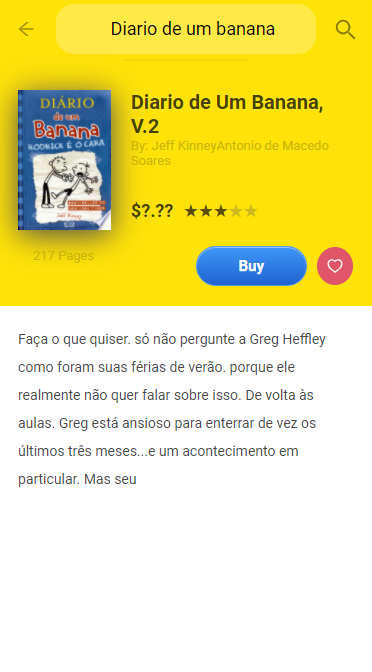 Diario de um banana
DIÁRIO
de um
Banana
RODRICK É O CARA
Jeff Kinney
Diario de Um Banana,
V.2
By: Jeff KinneyAntonio de Macedo
Soares
$?.??
217 Pages
Buy
Faça o que quiser. só não pergunte a Greg Heffley
como foram suas férias de verão. porque ele
realmente não quer falar sobre isso. De volta às
aulas. Greg está ansioso para enterrar de vez os
últimos três meses...e um acontecimento em
particular. Mas seu